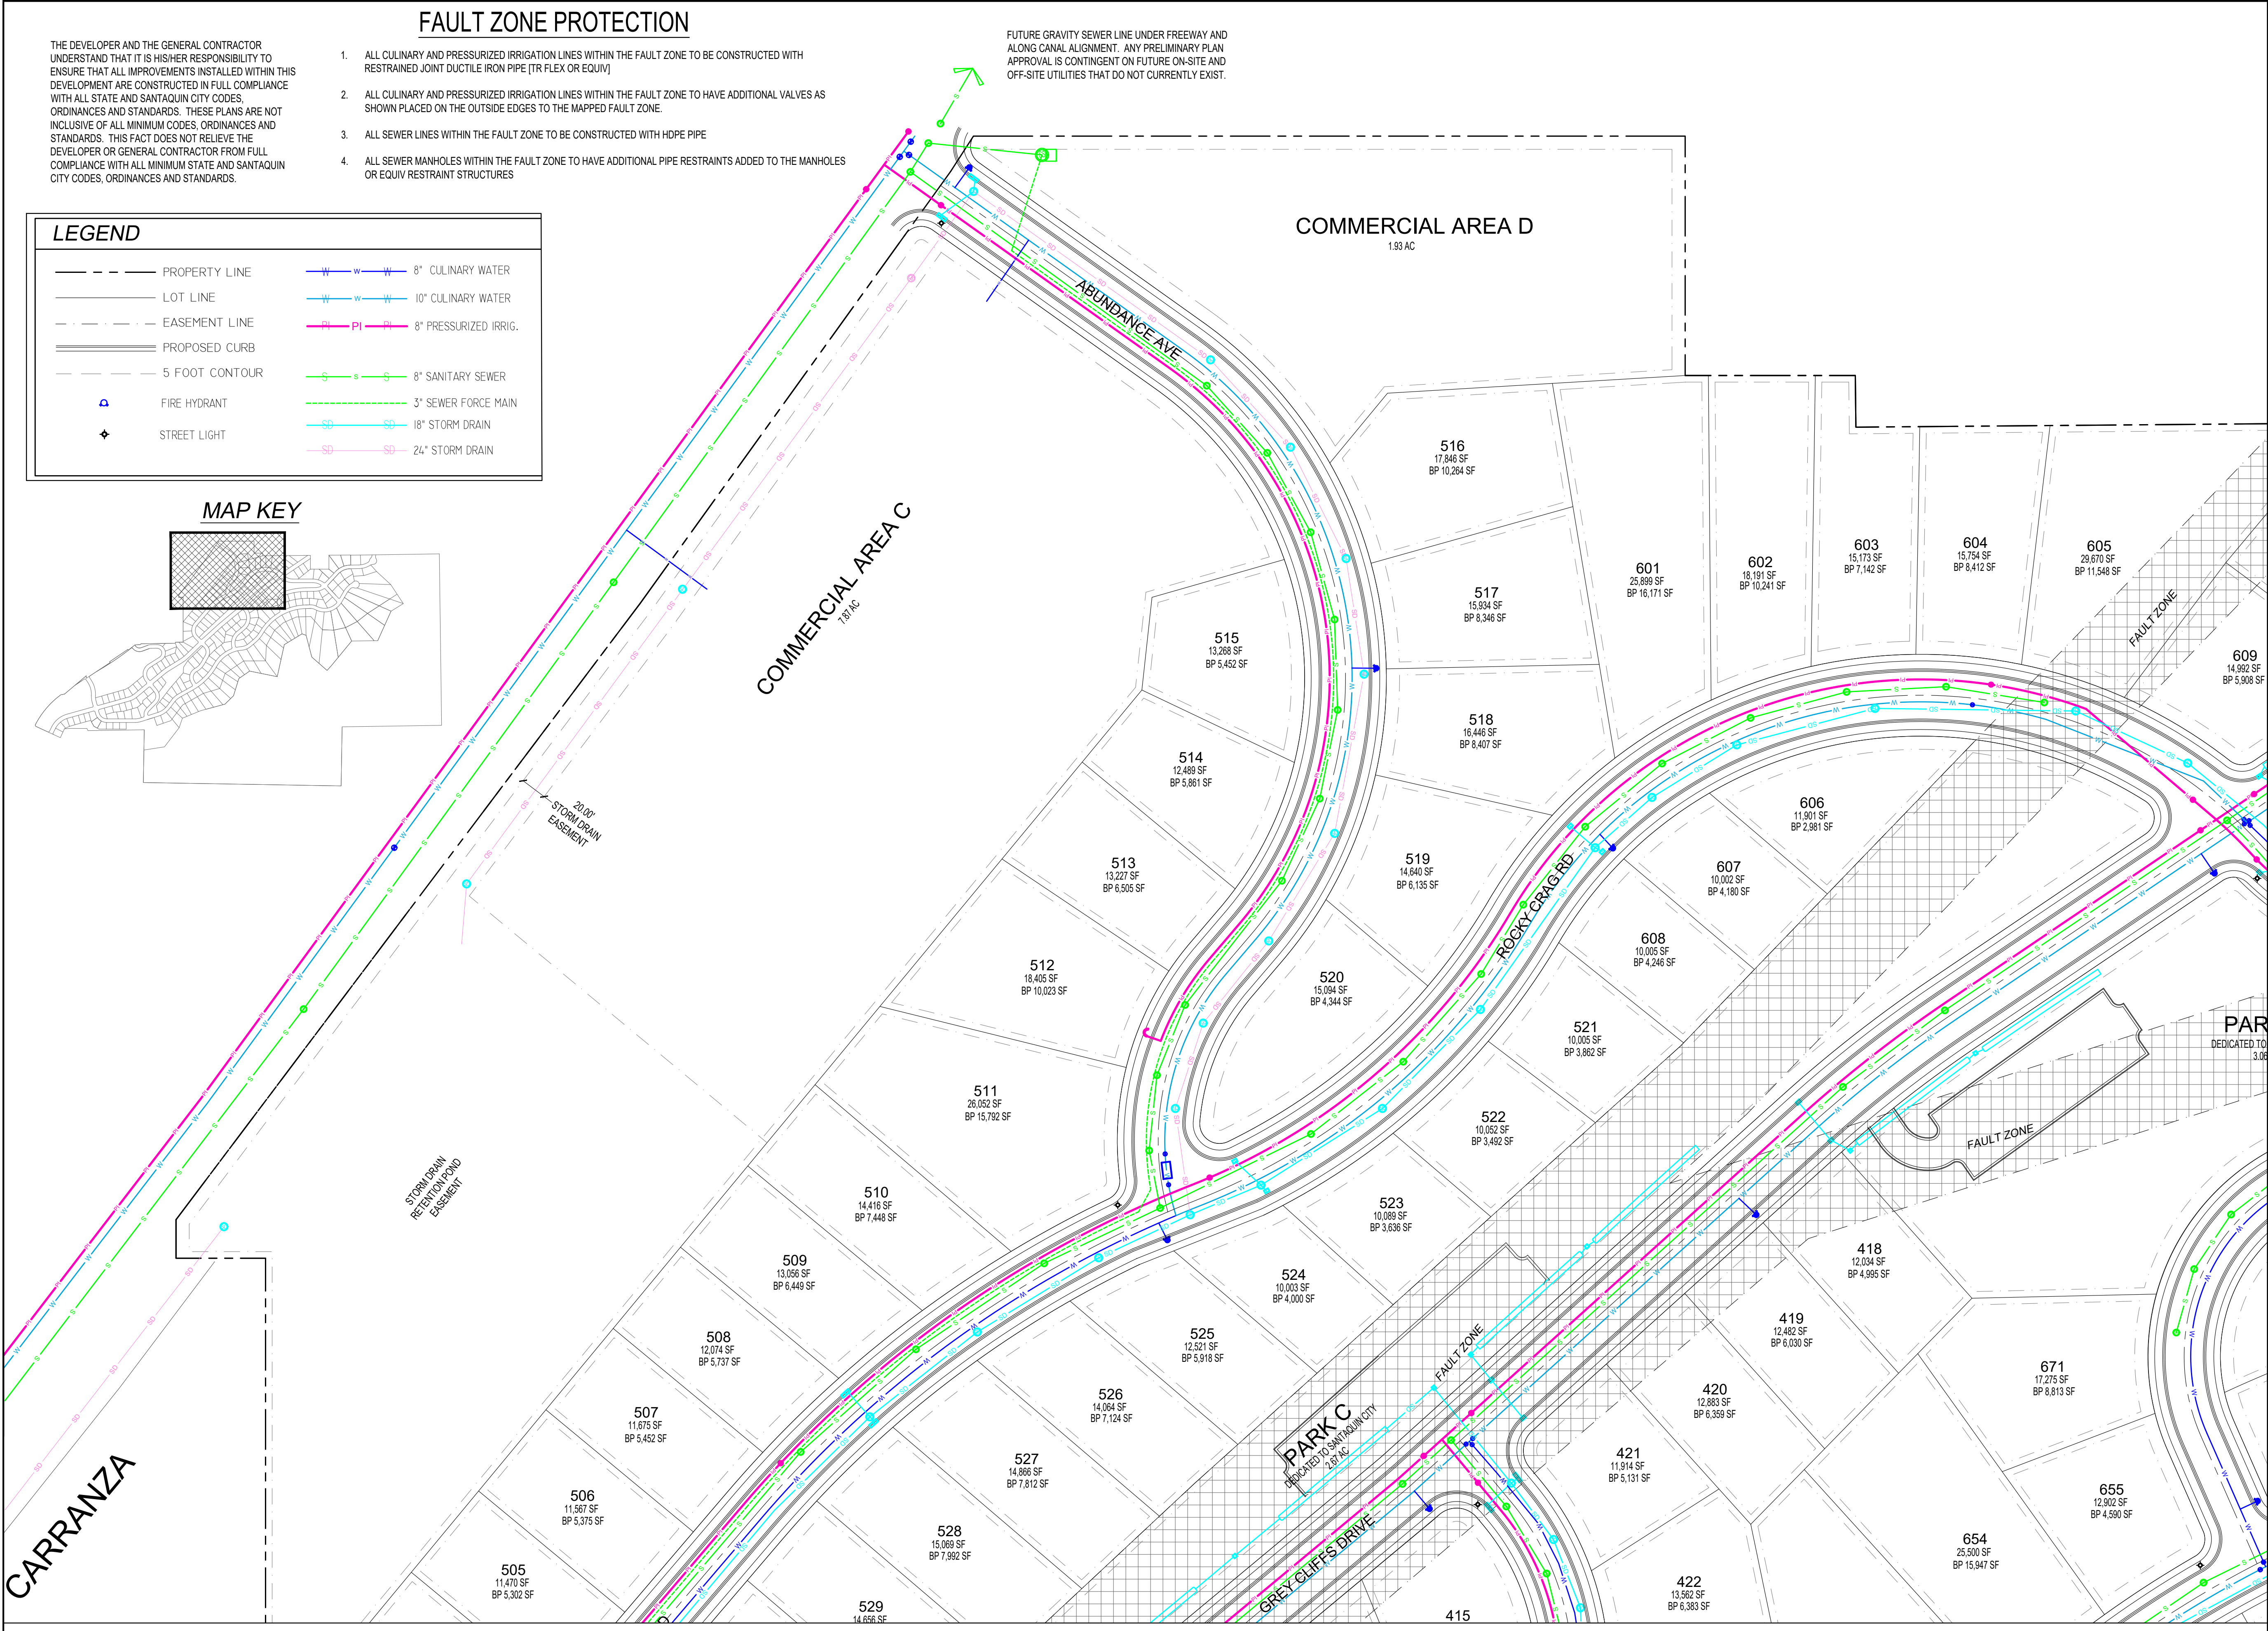 FAULT ZONE PROTECTION
THE DEVELOPER AND THE GENERAL CONTRACTOR
UNDERSTAND THAT IT IS HIS/HER RESPONSIBILITY TO
ENSURE THAT ALL IMPROVEMENTS INSTALLED WITHIN THIS
DEVELOPMENT ARE CONSTRUCTED IN FULL COMPLIANCE
WITH ALL STATE AND SANTAQUIN CITY CODES,
ORDINANCES AND STANDARDS. THESE PLANS ARE NOT
INCLUSIVE OF ALL MINIMUM CODES, ORDINANCES AND
STANDARDS. THIS FACT DOES NOT RELIEVE THE
DEVELOPER OR GENERAL CONTRACTOR FROM FULL
COMPLIANCE WITH ALL MINIMUM STATE AND SANTAQUIN
CITY CODES, ORDINANCES AND STANDARDS.
1. ALL CULINARY AND PRESSURIZED IRRIGATION LINES WITHIN THE FAULT ZONE TO BE CONSTRUCTED WITH
RESTRAINED JOINT DUCTILE IRON PIPE [TR FLEX OR EQUIV]
2. ALL CULINARY AND PRESSURIZED IRRIGATION LINES WITHIN THE FAULT ZONE TO HAVE ADDITIONAL VALVES AS
SHOWN PLACED ON THE OUTSIDE EDGES TO THE MAPPED FAULT ZONE.
3. ALL SEWER LINES WITHIN THE FAULT ZONE TO BE CONSTRUCTED WITH HDPE PIPE
4. ALL SEWER MANHOLES WITHIN THE FAULT ZONE TO HAVE ADDITIONAL PIPE RESTRAINTS ADDED TO THE MANHOLES
OR EQUIV RESTRAINT STRUCTURES
FUTURE GRAVITY SEWER LINE UNDER FREEWAY AND
ALONG CANAL ALIGNMENT. ANY PRELIMINARY PLAN
APPROVAL IS CONTINGENT ON FUTURE ON-SITE AND
OFF-SITE UTILITIES THAT DO NOT CURRENTLY EXIST.
LEGEND
PROPERTY LINE
LOT LINE
EASEMENT LINE
PROPOSED CURB
5 FOOT CONTOUR
FIRE HYDRANT
STREET LIGHT
W W W 8" CULINARY WATER
W W W 10" CULINARY WATER
PI PI PI 8" PRESSURIZED IRRIG.
S S S 8" SANITARY SEWER
3" SEWER FORCE MAIN
SD SD 18" STORM DRAIN
SD SD 24" STORM DRAIN
MAP KEY
COMMERCIAL AREA D
1.93 AC
ABUNDANCE AVE
COMMERCIAL AREA C
7.87 AC
20.00'
STORM DRAIN
EASEMENT
STORM DRAIN
RETENTION POND
EASEMENT
CARRANZA
516
17,846 SF
BP 10,264 SF
517
15,934 SF
BP 8,346 SF
518
16,446 SF
BP 8,407 SF
519
14,640 SF
BP 6,135 SF
520
15,094 SF
BP 4,344 SF
601
25,899 SF
BP 16,171 SF
602
18,191 SF
BP 10,241 SF
603
15,173 SF
BP 7,142 SF
604
15,754 SF
BP 8,412 SF
605
29,670 SF
BP 11,548 SF
FAULT ZONE
609
14,992 SF
BP 5,908 SF
606
11,901 SF
BP 2,981 SF
607
10,002 SF
BP 4,180 SF
608
10,005 SF
BP 4,246 SF
ROCKY CRAG RD
515
13,268 SF
BP 5,452 SF
514
12,489 SF
BP 5,861 SF
513
13,227 SF
BP 6,505 SF
512
18,405 SF
BP 10,023 SF
511
26,052 SF
BP 15,792 SF
510
14,416 SF
BP 7,448 SF
509
13,056 SF
BP 6,449 SF
508
12,074 SF
BP 5,737 SF
507
11,675 SF
BP 5,452 SF
506
11,567 SF
BP 5,375 SF
505
11,470 SF
BP 5,302 SF
521
10,005 SF
BP 3,862 SF
522
10,052 SF
BP 3,492 SF
523
10,089 SF
BP 3,636 SF
524
10,003 SF
BP 4,000 SF
525
12,521 SF
BP 5,918 SF
526
14,064 SF
BP 7,124 SF
527
14,866 SF
BP 7,812 SF
528
15,069 SF
BP 7,992 SF
529
14,656 SF
PAR
DEDICATED TO
3.06
FAULT ZONE
FAULT ZONE
PARK C
DEDICATED TO SANTAQUIN CITY
2.67 AC
GREY CLIFFS DRIVE
418
12,034 SF
BP 4,995 SF
419
12,482 SF
BP 6,030 SF
420
12,883 SF
BP 6,359 SF
421
11,914 SF
BP 5,131 SF
422
13,562 SF
BP 6,383 SF
415
671
17,275 SF
BP 8,813 SF
655
12,902 SF
BP 4,590 SF
654
25,500 SF
BP 15,947 SF